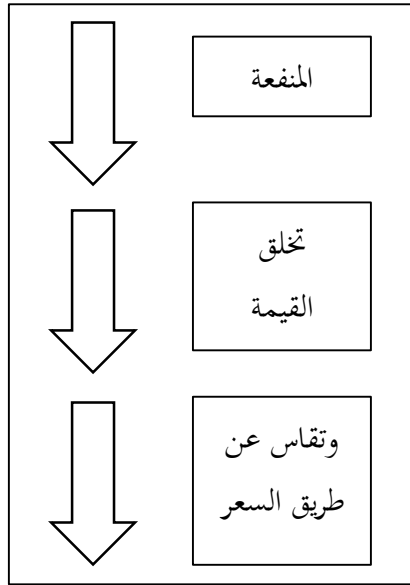 المنفعة
تخلق
القيمة
وتقاس عن
طريق السعر